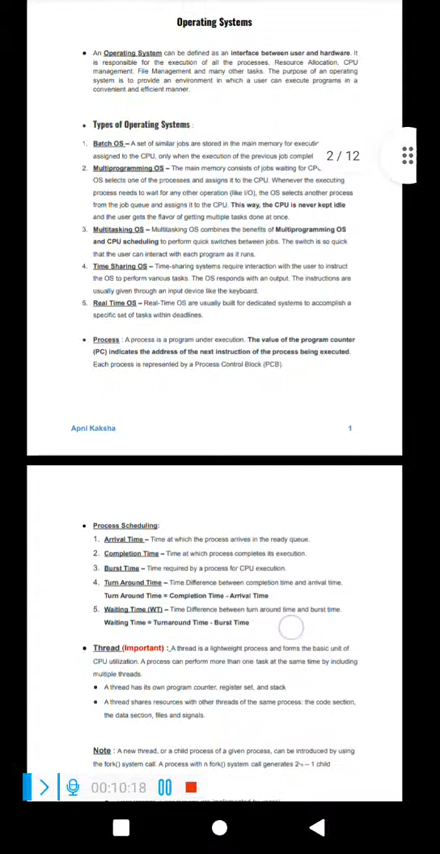 Operating Systems
• An Operating System can be defined as an interface between user and hardware. It
is responsible for the execution of all the processes, Resource Allocation, CPU
management, File Management and many other tasks. The purpose of an operating
system is to provide an environment in which a user can execute programs in a
convenient and efficient manner.
• Types of Operating Systems :
1. Batch OS – A set of similar jobs are stored in the main memory for
assigned to the CPU, only when the execution of the previous job
2 / 12
2. Multiprogramming OS – The main memory consists of jobs waiting for
OS selects one of the processes and assigns it to the CPU. Whenever the executing
process needs to wait for any other operation (like I/O), the OS selects another process
from the job queue and assigns it to the CPU. This way, the CPU is never kept idle
and the user gets the flavor of getting multiple tasks done at once.
3. Multitasking OS – Multitasking OS combines the benefits of Multiprogramming OS
and CPU scheduling to perform quick switches between jobs. The switch is so quick
that the user can interact with each program as it runs.
4. Time Sharing OS – Time-sharing systems require interaction with the user to instruct
the OS to perform various tasks. The OS responds with an output. The instructions are
usually given through an input device like the keyboard.
5. Real Time OS – Real-Time OS are usually built for dedicated systems to accomplish a
specific set of tasks within deadlines.
• Process : A process is a program under execution. The value of the program counter
(PC) indicates the address of the next instruction of the process being executed.
Each process is represented by a Process Control Block (PCB).
Apni Kaksha 1
• Process Scheduling:
1. Arrival Time – Time at which the process arrives in the ready queue.
2. Completion Time – Time at which process completes its execution.
3. Burst Time – Time required by a process for CPU execution.
4. Turn Around Time – Time Difference between completion time and arrival time.
Turn Around Time = Completion Time - Arrival Time
5. Waiting Time (WT) – Time Difference between turn around time and burst time.
Waiting Time = Turnaround Time - Burst Time
• Thread (Important) : A thread is a lightweight process and forms the basic unit of
CPU utilization. A process can perform more than one task at the same time by including
multiple threads.
• A thread has its own program counter, register set, and stack
• A thread shares resources with other threads of the same process: the code section,
the data section, files and signals.
Note : A new thread, or a child process of a given process, can be introduced by using
the fork() system call. A process with n fork() system call generates 2ⁿ – 1 child
00:10:18